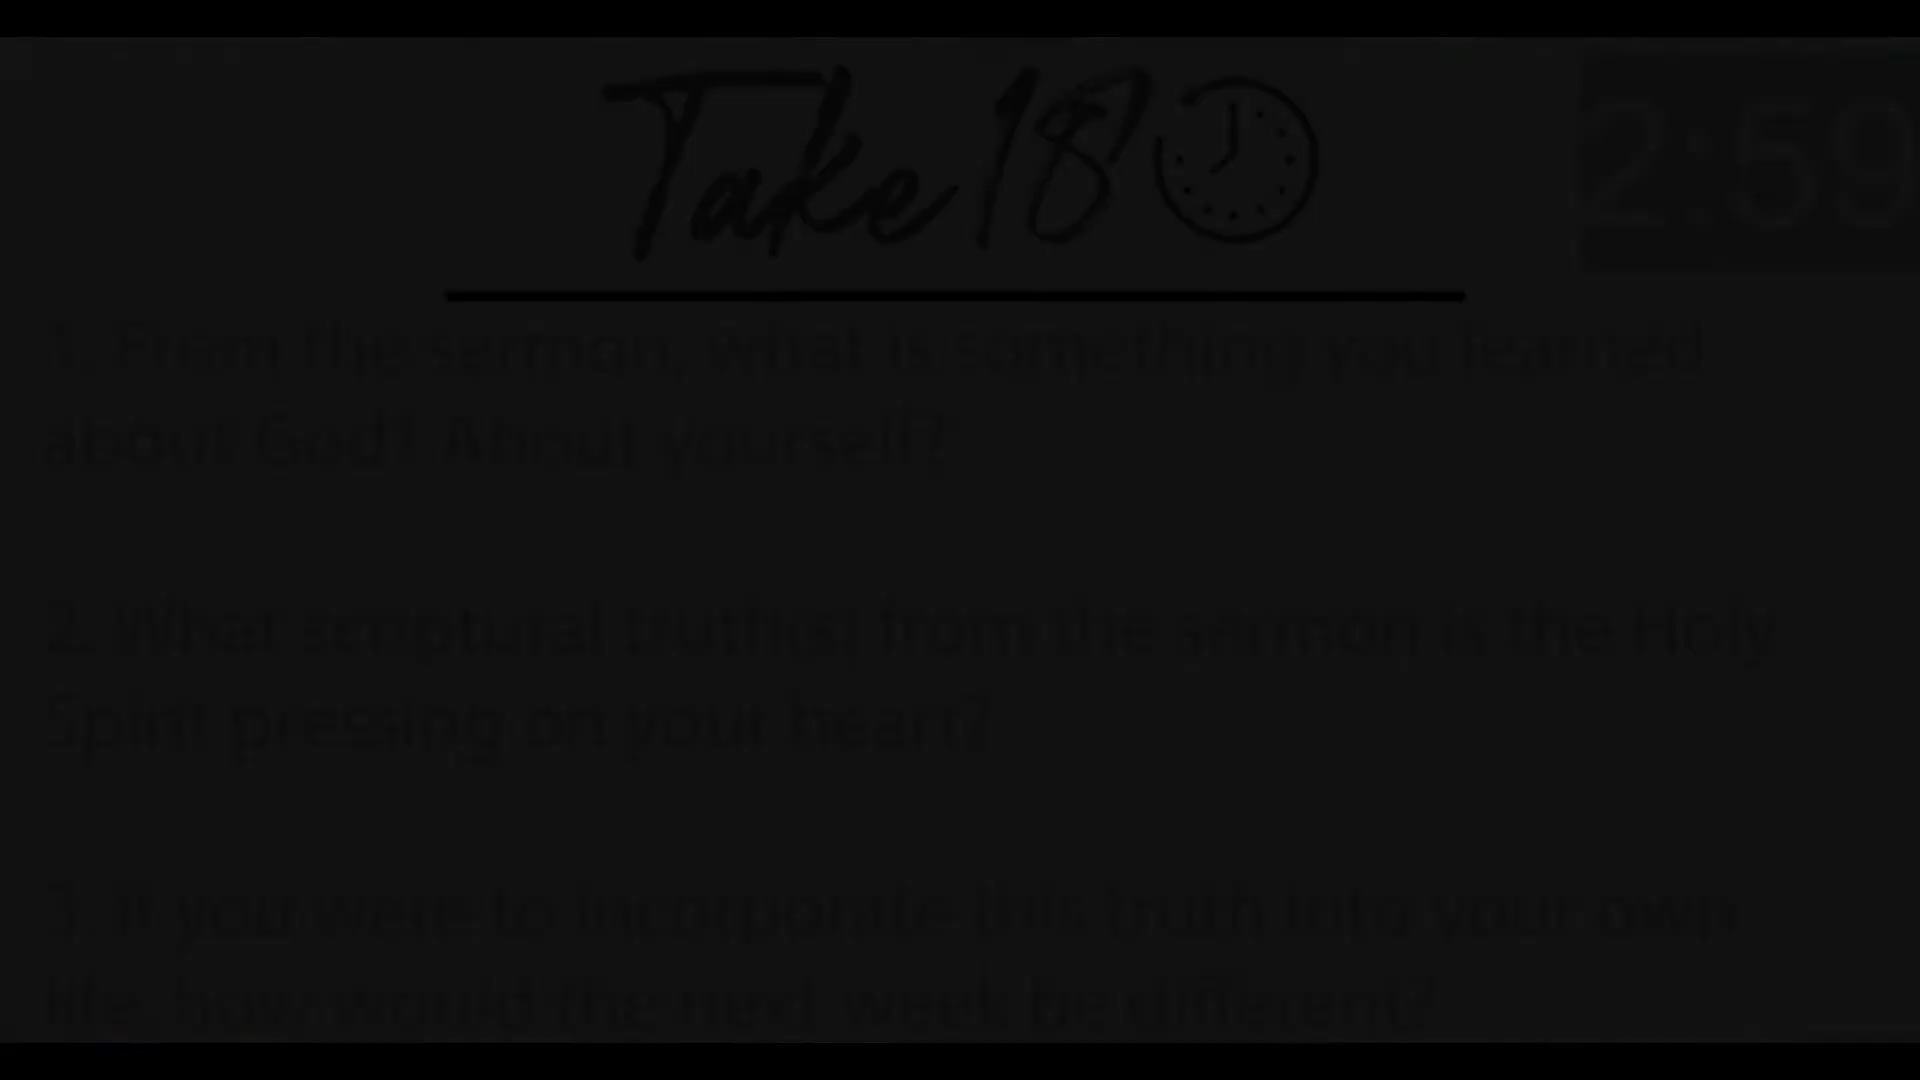 Take 18
2:59
1. From the sermon, what is something you learned
about God? About yourself?
2. What scriptural truth(s) from the sermon is the Holy
Spirit pressing on your heart?
3. If you were to incorporate this truth into your own
life, how would the next week be different?